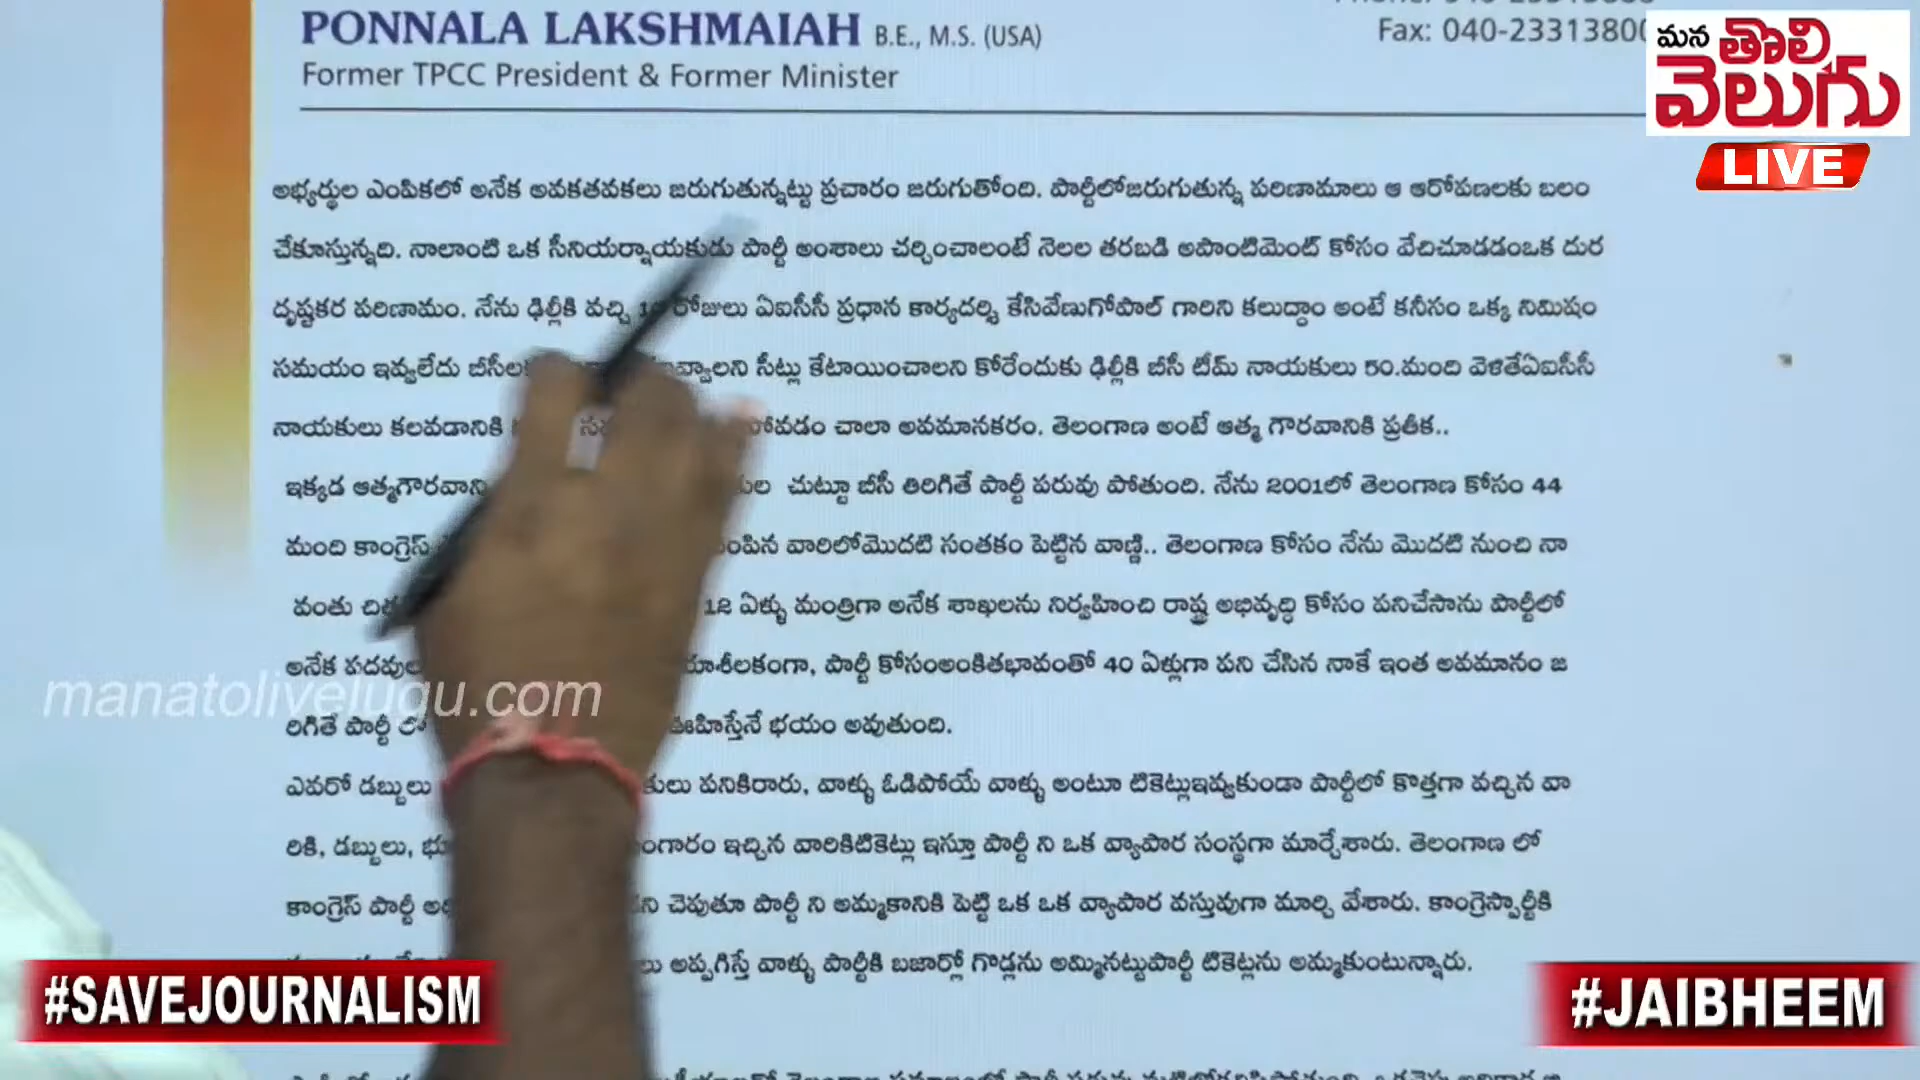 PONNALA LAKSHMAIAH B.E., M.S. (USA)
Fax: 040-2331380
Former TPCC President & Former Minister
మన
తొలి
వెలుగు
LIVE
అభ్యర్థుల ఎంపికలో అనేక అవకతవకలు జరుగుతున్నట్టు ప్రచారం జరుగుతోంది. పార్టీలోజరుగుతున్న పరిణామాలు ఆ ఆరోపణలకు బలం
చేకూస్తున్నది. నాలాంటి ఒక సీనియర్నాయకుడు పార్టీ అంశాలు చర్చించాలంటే నెలల తరబడి అపాంటిమెంట్ కోసం వేచిచూడడంఒక దుర
దృష్టకర పరిణామం. నేను ఢిల్లీకి వచ్చి రోజులు ఏఐసీసీ ప్రధాన కార్యదర్శి కేసివేణుగోపాల్ గారిని కలుద్దాం అంటే కనీసం ఒక్క నిమిషం
సమయం ఇవ్వలేదు సీట్లు కేటాయించాలని కోరేందుకు ఢిల్లీకి బీసీ టీమ్ నాయకులు 50.మంది వెళితేఏఐసీసీ
నాయకులు కలవడానికి చాలా అవమానకరం. తెలంగాణ అంటే ఆత్మ గౌరవానికి ప్రతీక..
ఇక్కడ చుట్టూ బీసీ తిరిగితే పార్టీ పరువు పోతుంది. నేను 2001లో తెలంగాణ కోసం 44
మంది కాంగ్రెస్ వారిలోమొదటి సంతకం పెట్టిన వాణ్ణి.. తెలంగాణ కోసం నేను మొదటి నుంచి నా
వంతు 12 ఏళ్ళు మంత్రిగా అనేక శాఖలను నిర్వహించి రాష్ట్ర అభివృద్ధి కోసం పనిచేసాను పార్టీలో
అనేక పార్టీ కోసంఅంకితభావంతో 40 ఏళ్లుగా పని చేసిన నాకే ఇంత అవమానం జ
రిగితే పార్టీ లో ఊహిస్తేనే భయం అవుతుంది.
ఎవరో డబ్బులు పనికిరారు, వాళ్ళు ఓడిపోయే వాళ్ళు అంటూ టికెట్లుఇవ్వకుండా పార్టీలో కొత్తగా వచ్చిన వా
రికి, డబ్బులు, ఇచ్చిన వారికిటికెట్లు ఇస్తూ పార్టీ ని ఒక వ్యాపార సంస్థగా మార్చేశారు. తెలంగాణ లో
కాంగ్రెస్ పార్టీ చెపుతూ పార్టీ ని అమ్మకానికి పెట్టి ఒక ఒక వ్యాపార వస్తువుగా మార్చి వేశారు. కాంగ్రెస్పార్టీకి
అప్పగిస్తే వాళ్ళు పార్టీకి బజార్లో గొడ్లను అమ్మినట్టుపార్టీ టికెట్లను అమ్మకుంటున్నారు.
manatolivelugu.com
#SAVEJOURNALISM
#JAIBHEEM